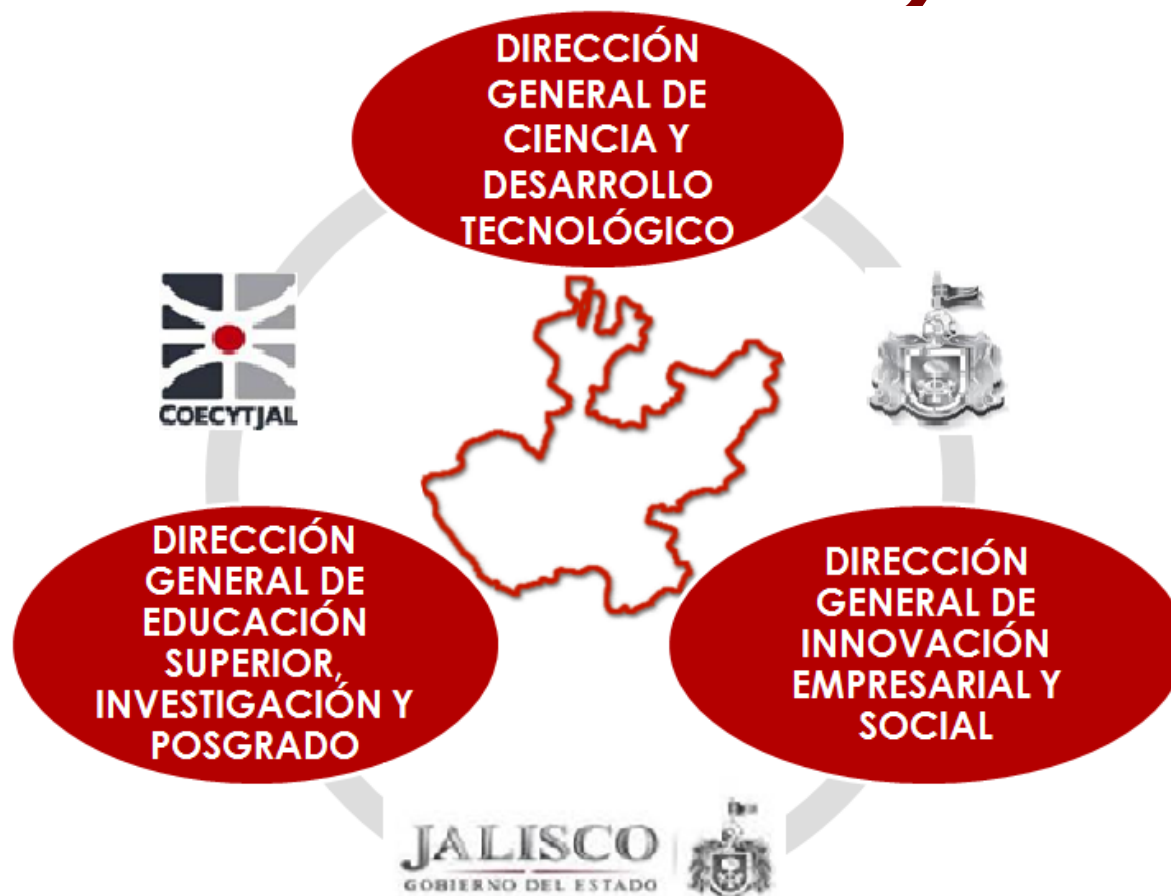 DIRECCIÓN
GENERAL DE
CIENCIA Y
DESARROLLO
TECNOLÓGICO
COECYTJAL
DIRECCIÓN
GENERAL DE
EDUCACIÓN
SUPERIOR,
INVESTIGACIÓN Y
POSGRADO
DIRECCIÓN
GENERAL DE
INNOVACIÓN
EMPRESARIAL Y
SOCIAL
JALISCO
GOBIERNO DEL ESTADO